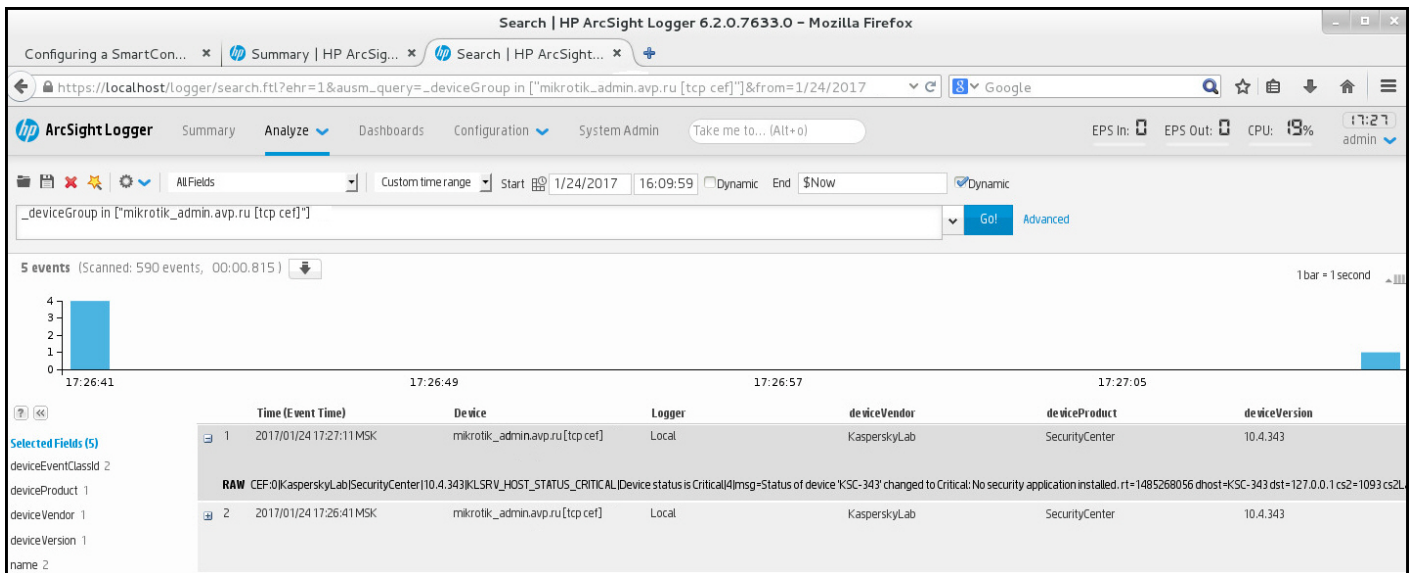 Search | HP ArcSight Logger 6.2.0.7633.0 - Mozilla Firefox
Configuring a SmartCon... × hp Summary | HP ArcSig... × hp Search | HP ArcSight... ×
https://localhost/logger/search.ftl?ehr=1&ausm_query=_deviceGroup in ["mikrotik_admin.avp.ru [tcp cef]"]&from=1/24/2017 8 Google
hp ArcSight Logger Summary Analyze Dashboards Configuration System Admin Take me to... (Alt+o) EPS In: 0 EPS Out: 0 CPU: 19% 17:27
admin
All Fields Custom time range Start 1/24/2017 16:09:59 Dynamic End $Now Dynamic
_deviceGroup in ["mikrotik_admin.avp.ru [tcp cef]"] Go! Advanced
5 events (Scanned: 590 events, 00:00.815)
1 bar = 1 second
4
3
2
1
0
17:26:41 17:26:49 17:26:57 17:27:05
? << Time (Event Time) Device Logger deviceVendor deviceProduct deviceVersion
Selected Fields (5) 1 2017/01/24 17:27:11 MSK mikrotik_admin.avp.ru [tcp cef] Local KasperskyLab SecurityCenter 10.4.343
deviceEventClassId 2
deviceProduct 1 RAW CEF:0|KasperskyLab|SecurityCenter|10.4.343|KLSRV_HOST_STATUS_CRITICAL|Device status is Critical|4|msg=Status of device 'KSC-343' changed to Critical: No security application installed. rt=1485268056 dhost=KSC-343 dst=127.0.0.1 cs2=1093 cs2L
deviceVendor 1 2 2017/01/24 17:26:41 MSK mikrotik_admin.avp.ru [tcp cef] Local KasperskyLab SecurityCenter 10.4.343
deviceVersion 1
name 2